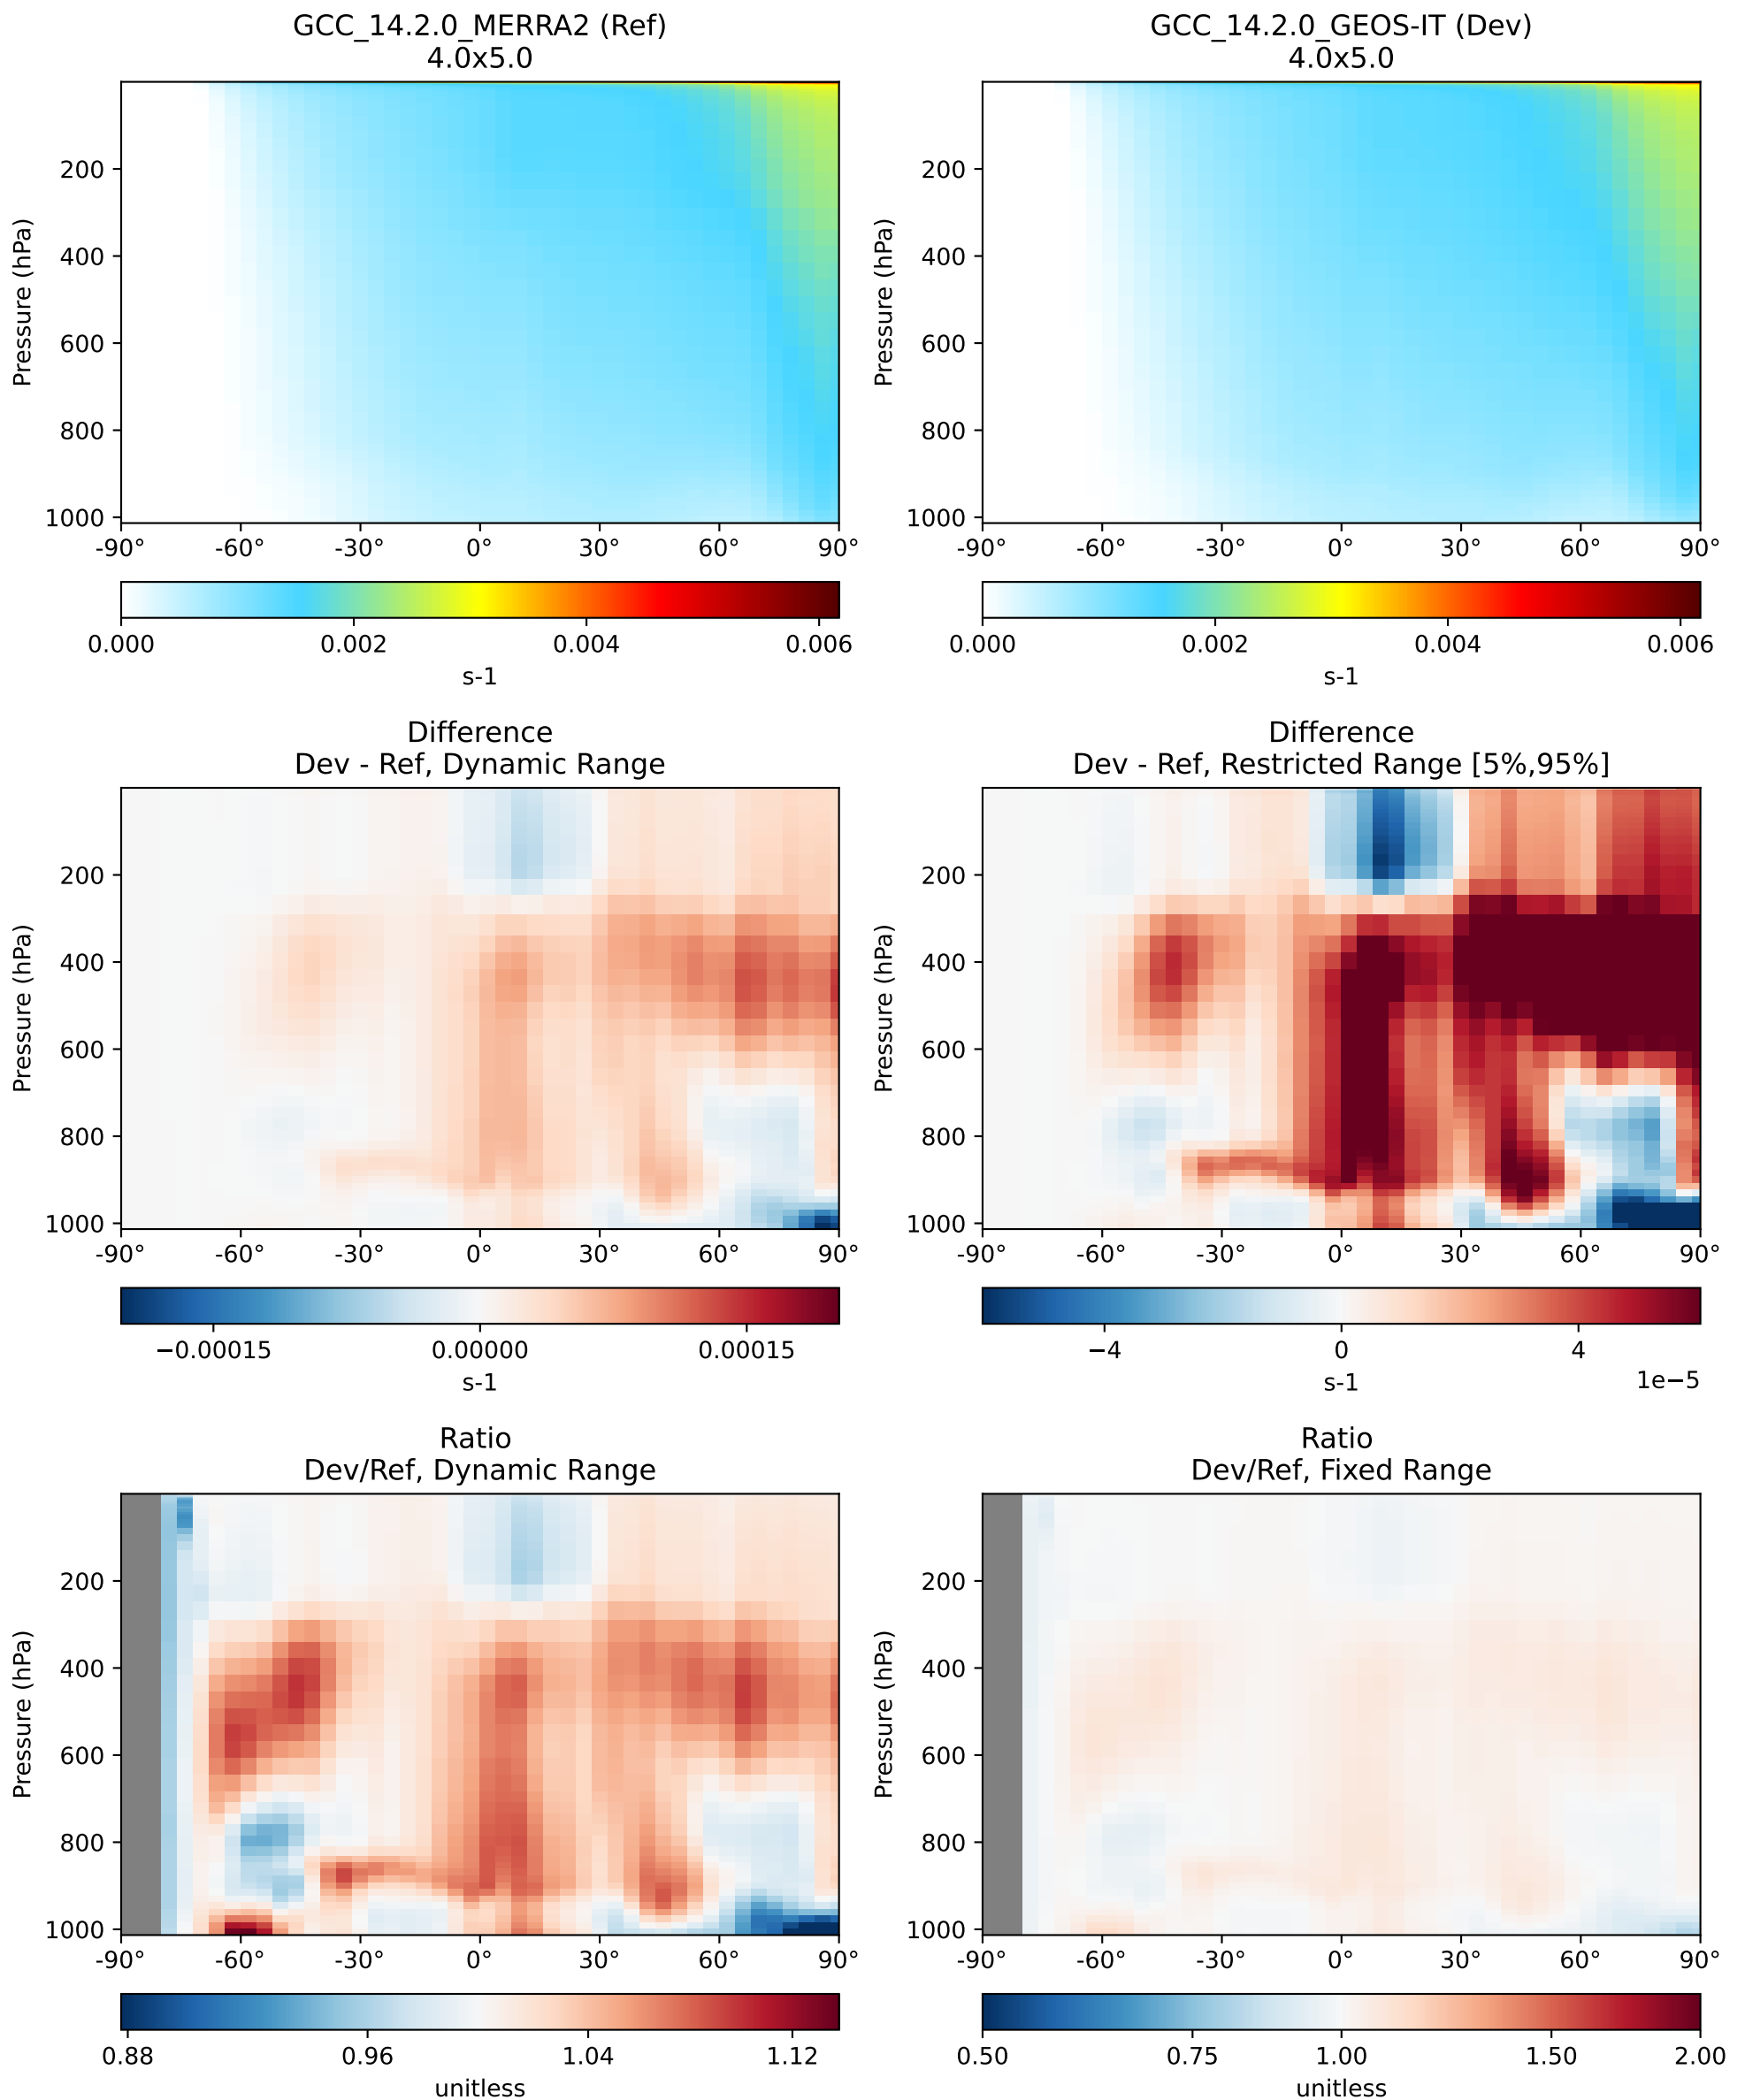 GCC_14.2.0_MERRA2 (Ref)
4.0x5.0
GCC_14.2.0_GEOS-IT (Dev)
4.0x5.0
Pressure (hPa)
200
400
600
800
1000
-90° -60° -30° 0° 30° 60° 90°
0.000 0.002 0.004 0.006
s-1
Pressure (hPa)
200
400
600
800
1000
-90° -60° -30° 0° 30° 60° 90°
0.000 0.002 0.004 0.006
s-1
Difference
Dev - Ref, Dynamic Range
Pressure (hPa)
200
400
600
800
1000
-90° -60° -30° 0° 30° 60° 90°
−0.00015 0.00000 0.00015
s-1
Difference
Dev - Ref, Restricted Range [5%,95%]
Pressure (hPa)
200
400
600
800
1000
-90° -60° -30° 0° 30° 60° 90°
−4 0 4
s-1
1e−5
Ratio
Dev/Ref, Dynamic Range
Pressure (hPa)
200
400
600
800
1000
-90° -60° -30° 0° 30° 60° 90°
0.88 0.96 1.04 1.12
unitless
Ratio
Dev/Ref, Fixed Range
Pressure (hPa)
200
400
600
800
1000
-90° -60° -30° 0° 30° 60° 90°
0.50 0.75 1.00 1.50 2.00
unitless